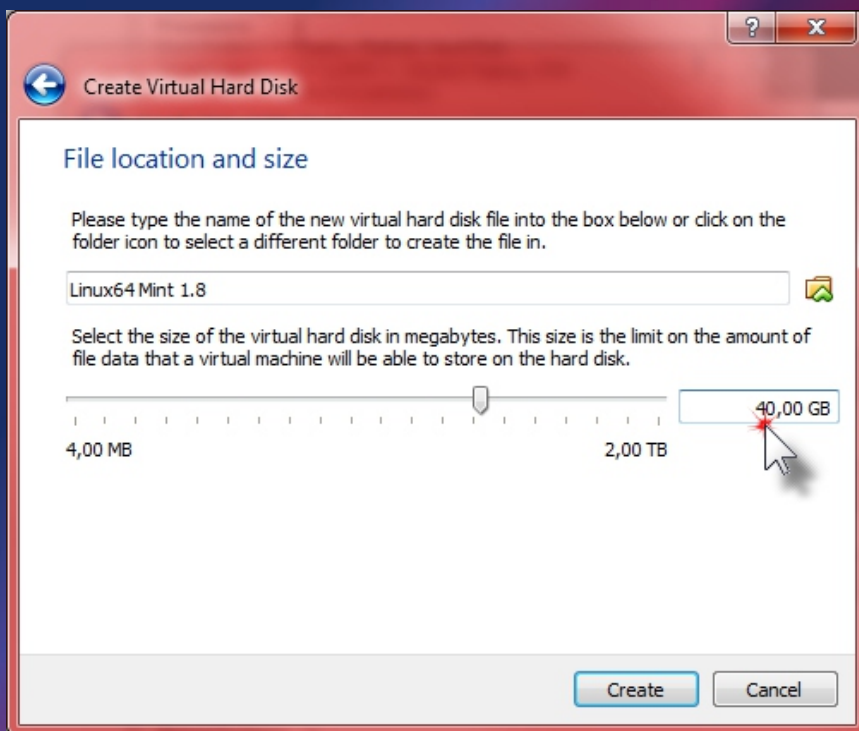 Create Virtual Hard Disk
File location and size
Please type the name of the new virtual hard disk file into the box below or click on the
folder icon to select a different folder to create the file in.
Linux64 Mint 1.8
Select the size of the virtual hard disk in megabytes. This size is the limit on the amount of
file data that a virtual machine will be able to store on the hard disk.
40,00 GB
4,00 MB 2,00 TB
Create Cancel